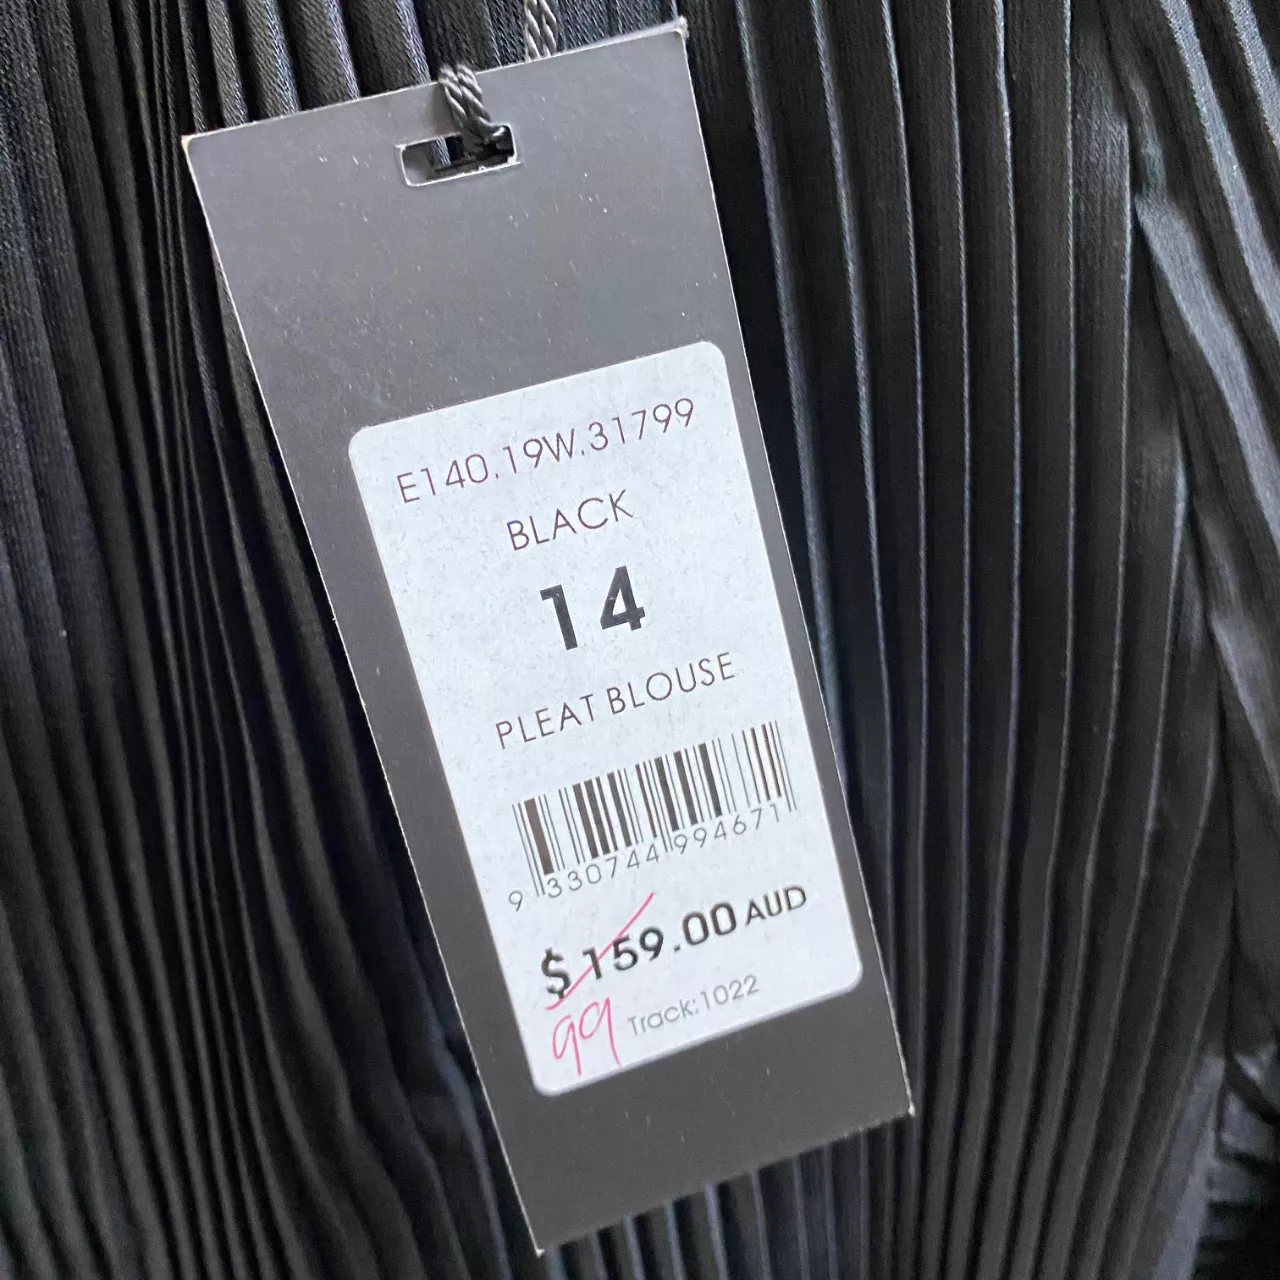 E140.19W.31799
BLACK
14
PLEAT BLOUSE
9 330744 994671
$159.00 AUD
99 Track:1022